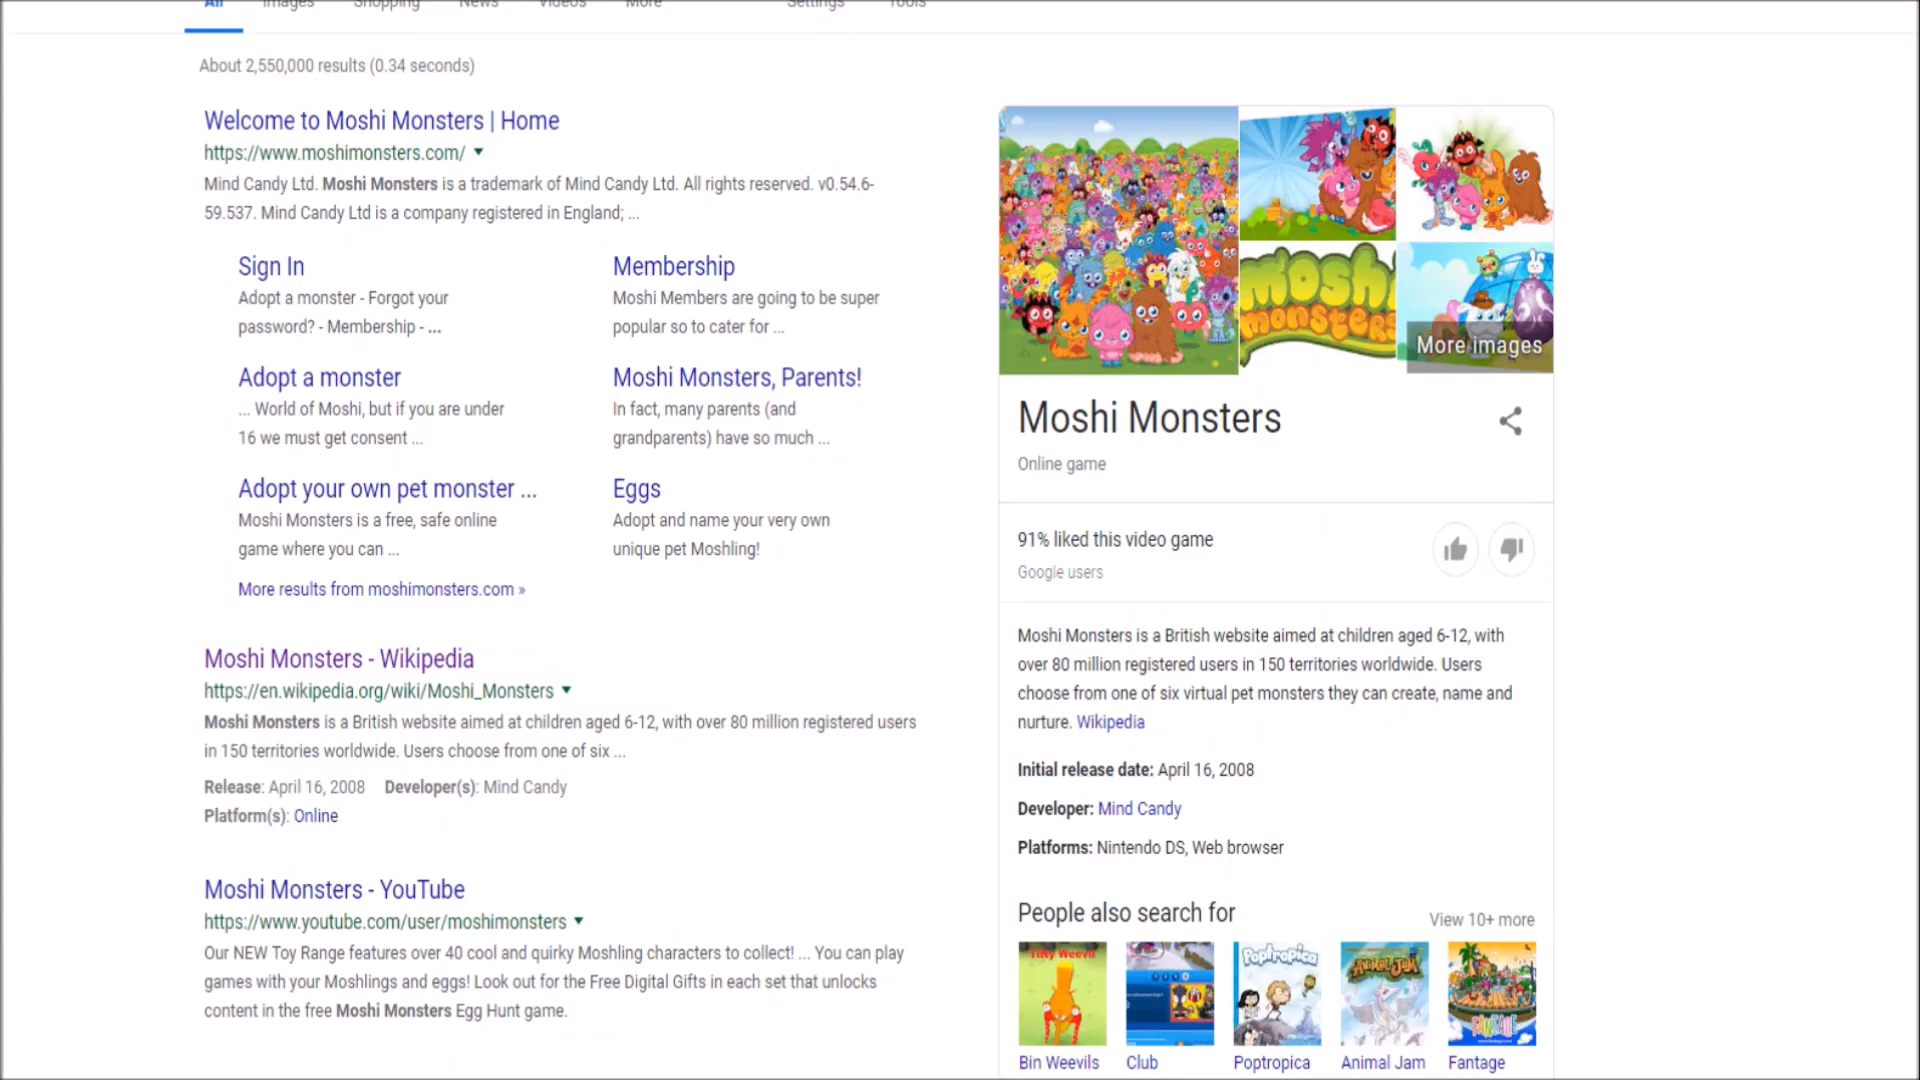 All Images Shopping News Videos More Settings Tools
About 2,550,000 results (0.34 seconds)
Welcome to Moshi Monsters | Home
https://www.moshimonsters.com/
Mind Candy Ltd. Moshi Monsters is a trademark of Mind Candy Ltd. All rights reserved. v0.54.6-
59.537. Mind Candy Ltd is a company registered in England; ...
Sign In
Adopt a monster - Forgot your
password? - Membership - ...
Membership
Moshi Members are going to be super
popular so to cater for ...
Adopt a monster
... World of Moshi, but if you are under
16 we must get consent ...
Moshi Monsters, Parents!
In fact, many parents (and
grandparents) have so much ...
Adopt your own pet monster ...
Moshi Monsters is a free, safe online
game where you can ...
Eggs
Adopt and name your very own
unique pet Moshling!
More results from moshimonsters.com »
Moshi Monsters - Wikipedia
https://en.wikipedia.org/wiki/Moshi_Monsters
Moshi Monsters is a British website aimed at children aged 6-12, with over 80 million registered users
in 150 territories worldwide. Users choose from one of six ...
Release: April 16, 2008 Developer(s): Mind Candy
Platform(s): Online
Moshi Monsters - YouTube
https://www.youtube.com/user/moshimonsters
Our NEW Toy Range features over 40 cool and quirky Moshling characters to collect! ... You can play
games with your Moshlings and eggs! Look out for the Free Digital Gifts in each set that unlocks
content in the free Moshi Monsters Egg Hunt game.
moshi
monsters
More images
Moshi Monsters
Online game
91% liked this video game
Google users
Moshi Monsters is a British website aimed at children aged 6-12, with
over 80 million registered users in 150 territories worldwide. Users
choose from one of six virtual pet monsters they can create, name and
nurture. Wikipedia
Initial release date: April 16, 2008
Developer: Mind Candy
Platforms: Nintendo DS, Web browser
People also search for
View 10+ more
Tiny Weevil
Poptropica
ANIMAL JAM
FANTAGE
Bin Weevils Club Poptropica Animal Jam Fantage